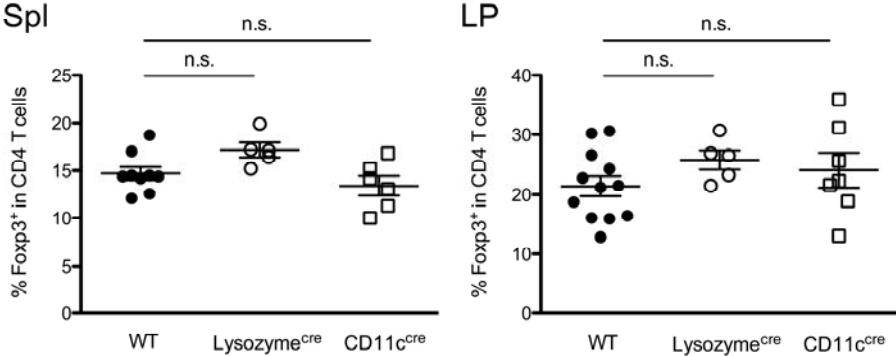 Spl
n.s.
n.s.
% Foxp3⁺ in CD4 T cells
25
20
15
10
5
0
WT
Lysozymeᶜʳᵉ
CD11cᶜʳᵉ
LP
n.s.
n.s.
% Foxp3⁺ in CD4 T cells
40
30
20
10
0
WT
Lysozymeᶜʳᵉ
CD11cᶜʳᵉ